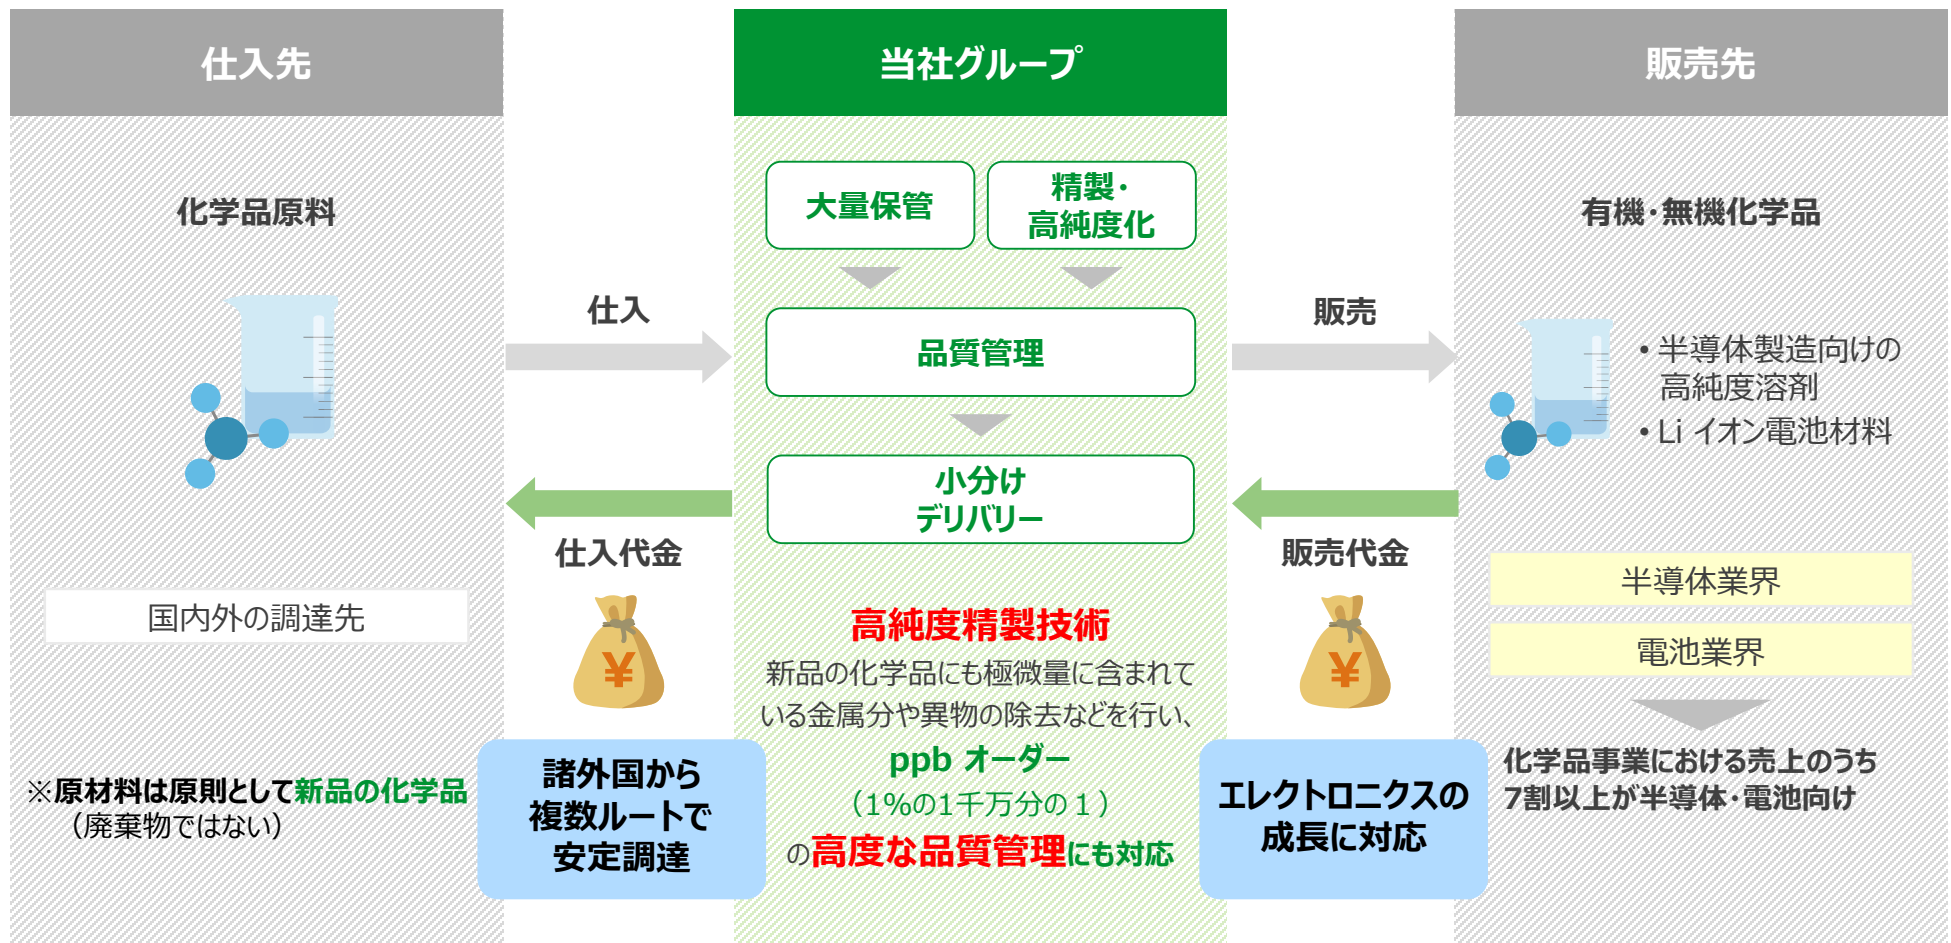 仕入先
当社グループ
販売先
化学品原料
国内外の調達先
※原材料は原則として新品の化学品
（廃棄物ではない）
仕入
仕入代金
¥
諸外国から
複数ルートで
安定調達
大量保管
精製・
高純度化
品質管理
小分け
デリバリー
高純度精製技術
新品の化学品にも極微量に含まれて
いる金属分や異物の除去などを行い、
ppb オーダー
（1%の1千万分の１）
の高度な品質管理にも対応
販売
販売代金
¥
エレクトロニクスの
成長に対応
有機・無機化学品
・半導体製造向けの
高純度溶剤
・Li イオン電池材料
半導体業界
電池業界
化学品事業における売上のうち
7割以上が半導体・電池向け